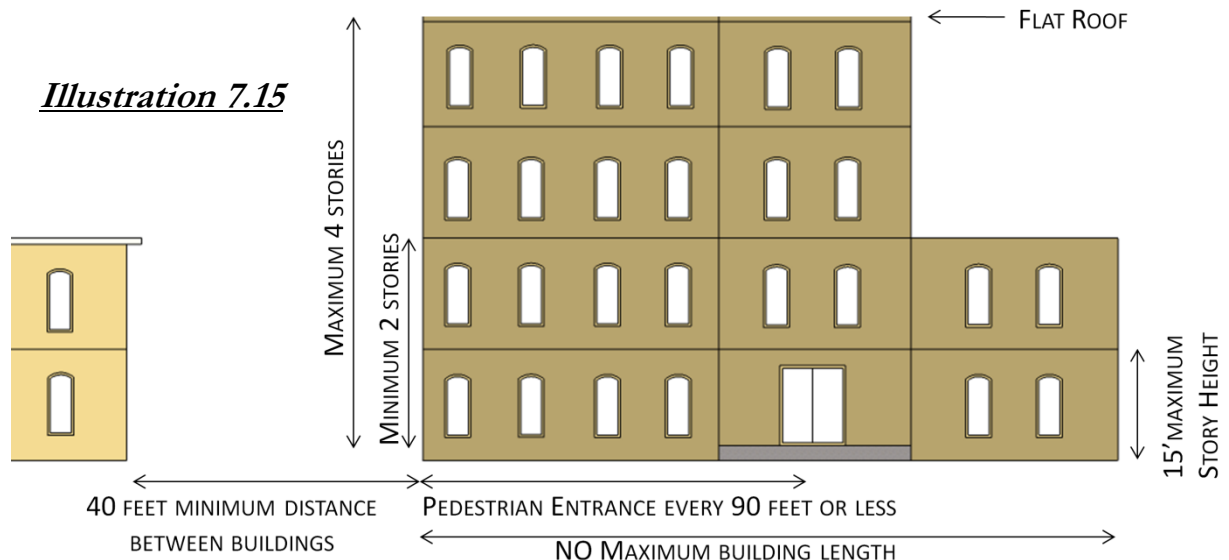 FLAT ROOF
Illustration 7.15
MAXIMUM 4 STORIES
MINIMUM 2 STORIES
15' MAXIMUM
STORY HEIGHT
40 FEET MINIMUM DISTANCE
BETWEEN BUILDINGS
PEDESTRIAN ENTRANCE EVERY 90 FEET OR LESS
NO MAXIMUM BUILDING LENGTH